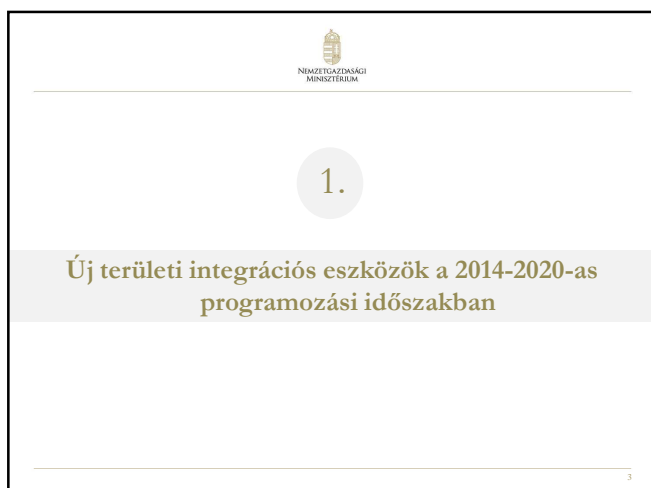 NEMZETGAZDASÁGI
MINISZTÉRIUM
1.
Új területi integrációs eszközök a 2014-2020-as
programozási időszakban
3